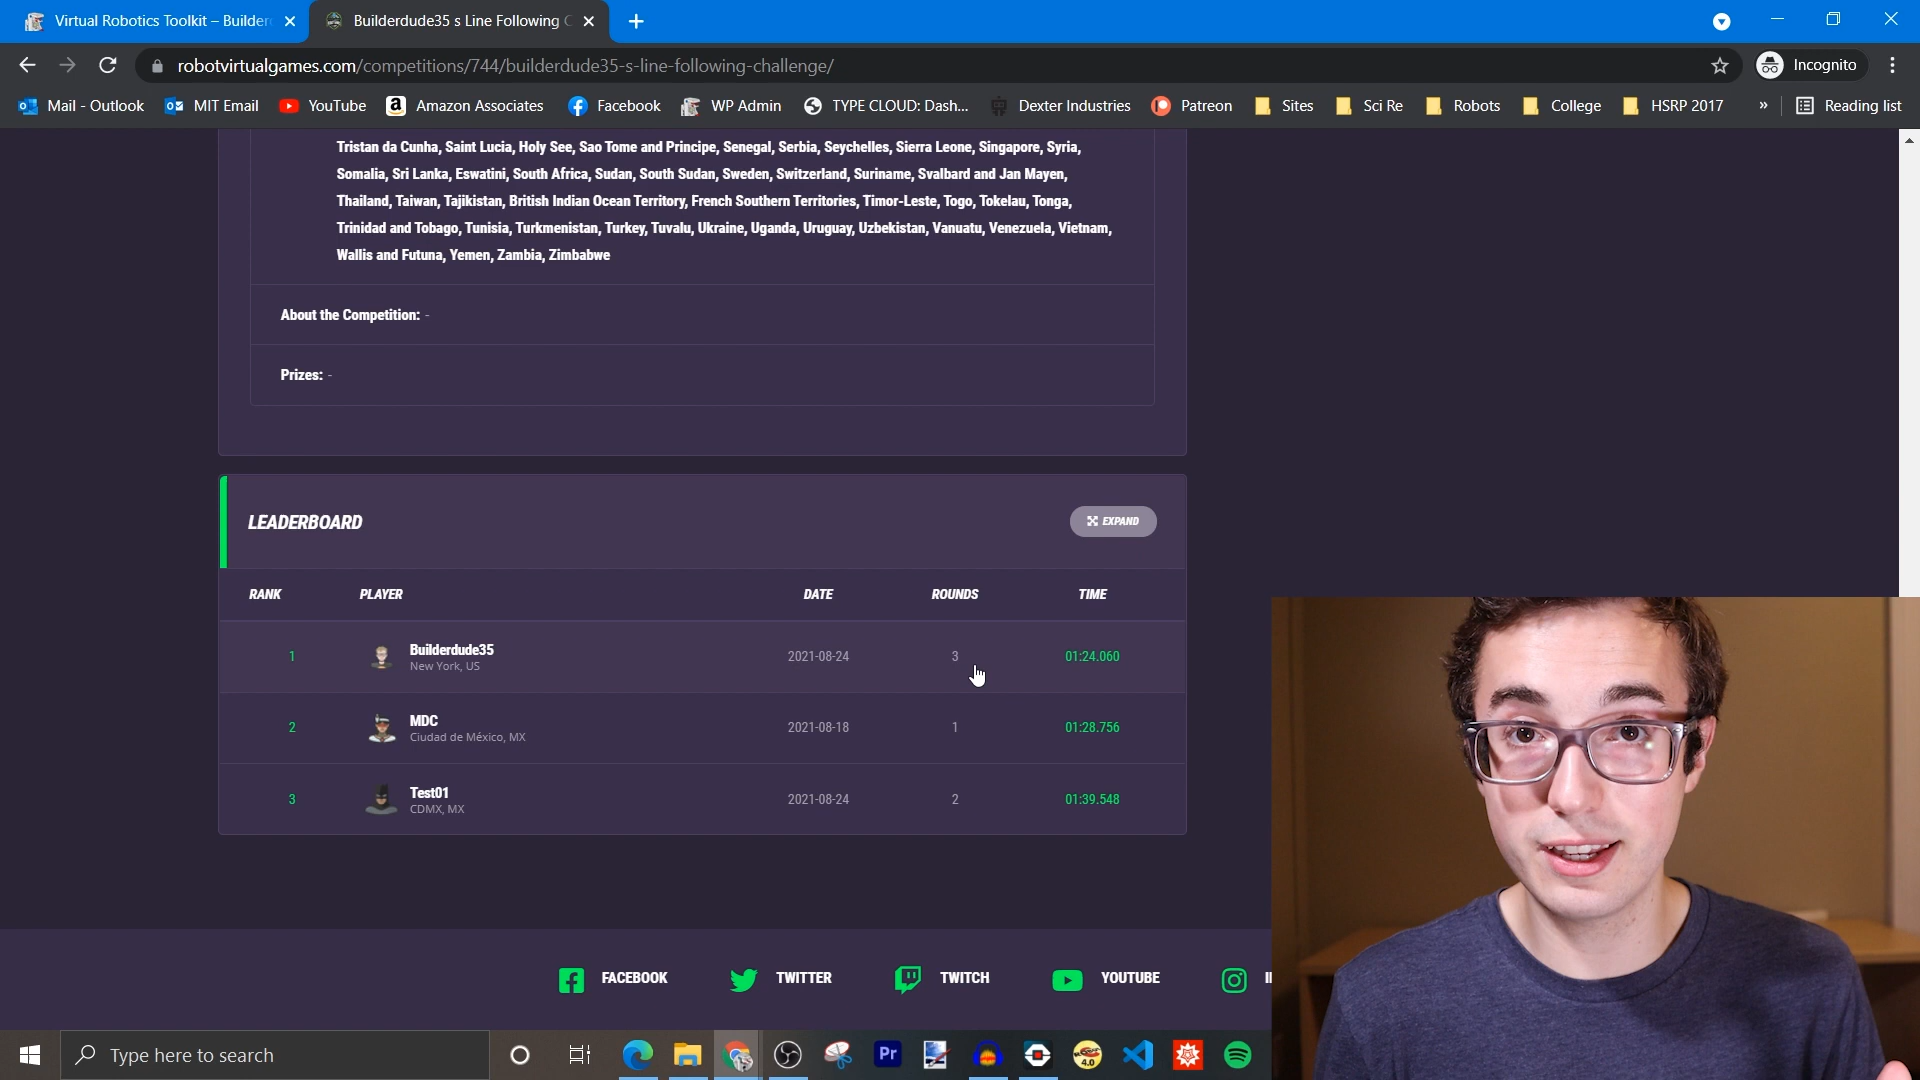 Virtual Robotics Toolkit – Builder
Builderdude35 s Line Following C
robotvirtualgames.com/competitions/744/builderdude35-s-line-following-challenge/
Incognito
Mail - Outlook
MIT Email
YouTube
Amazon Associates
Facebook
WP Admin
TYPE CLOUD: Dash...
Dexter Industries
Patreon
Sites
Sci Re
Robots
College
HSRP 2017
»
Reading list
Tristan da Cunha, Saint Lucia, Holy See, Sao Tome and Principe, Senegal, Serbia, Seychelles, Sierra Leone, Singapore, Syria,
Somalia, Sri Lanka, Eswatini, South Africa, Sudan, South Sudan, Sweden, Switzerland, Suriname, Svalbard and Jan Mayen,
Thailand, Taiwan, Tajikistan, British Indian Ocean Territory, French Southern Territories, Timor-Leste, Togo, Tokelau, Tonga,
Trinidad and Tobago, Tunisia, Turkmenistan, Turkey, Tuvalu, Ukraine, Uganda, Uruguay, Uzbekistan, Vanuatu, Venezuela, Vietnam,
Wallis and Futuna, Yemen, Zambia, Zimbabwe
About the Competition: -
Prizes: -
LEADERBOARD
EXPAND
RANK PLAYER DATE ROUNDS TIME
1 Builderdude35 2021-08-24 3 01:24.060
New York, US
2 MDC 2021-08-18 1 01:28.756
Ciudad de México, MX
3 Test01 2021-08-24 2 01:39.548
CDMX, MX
FACEBOOK
TWITTER
TWITCH
YOUTUBE
Type here to search
Pr
4.0